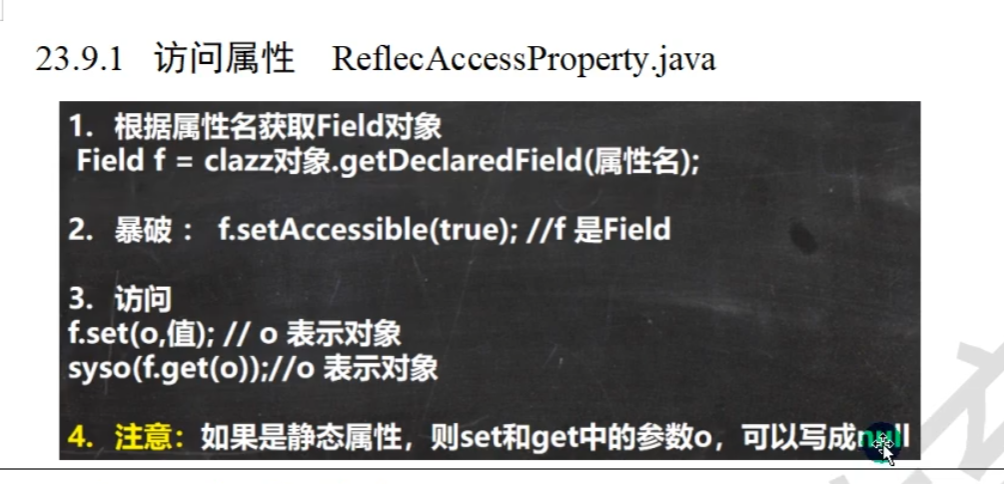 23.9.1 访问属性 ReflecAccessProperty.java
1. 根据属性名获取Field对象
Field f = clazz对象.getDeclaredField(属性名);
2. 暴破 : f.setAccessible(true); //f 是Field
3. 访问
f.set(o,值); // o 表示对象
syso(f.get(o));//o 表示对象
4. 注意：如果是静态属性，则set和get中的参数o，可以写成null